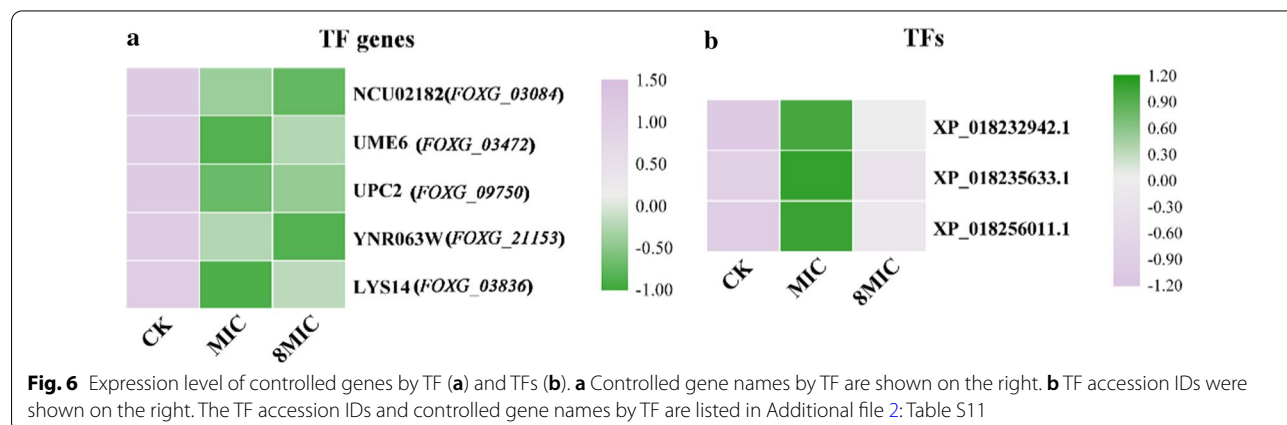 a
TF genes
NCU02182(FOXG_03084)
UME6 (FOXG_03472)
UPC2 (FOXG_09750)
YNR063W(FOXG_21153)
LYS14 (FOXG_03836)
CK
MIC
8MIC
1.50
1.00
0.50
0.00
-0.50
-1.00
b
TFs
XP_018232942.1
XP_018235633.1
XP_018256011.1
CK
MIC
8MIC
1.20
0.90
0.60
0.30
0.00
-0.30
-0.60
-0.90
-1.20
Fig. 6 Expression level of controlled genes by TF (a) and TFs (b). a Controlled gene names by TF are shown on the right. b TF accession IDs were
shown on the right. The TF accession IDs and controlled gene names by TF are listed in Additional file 2: Table S11